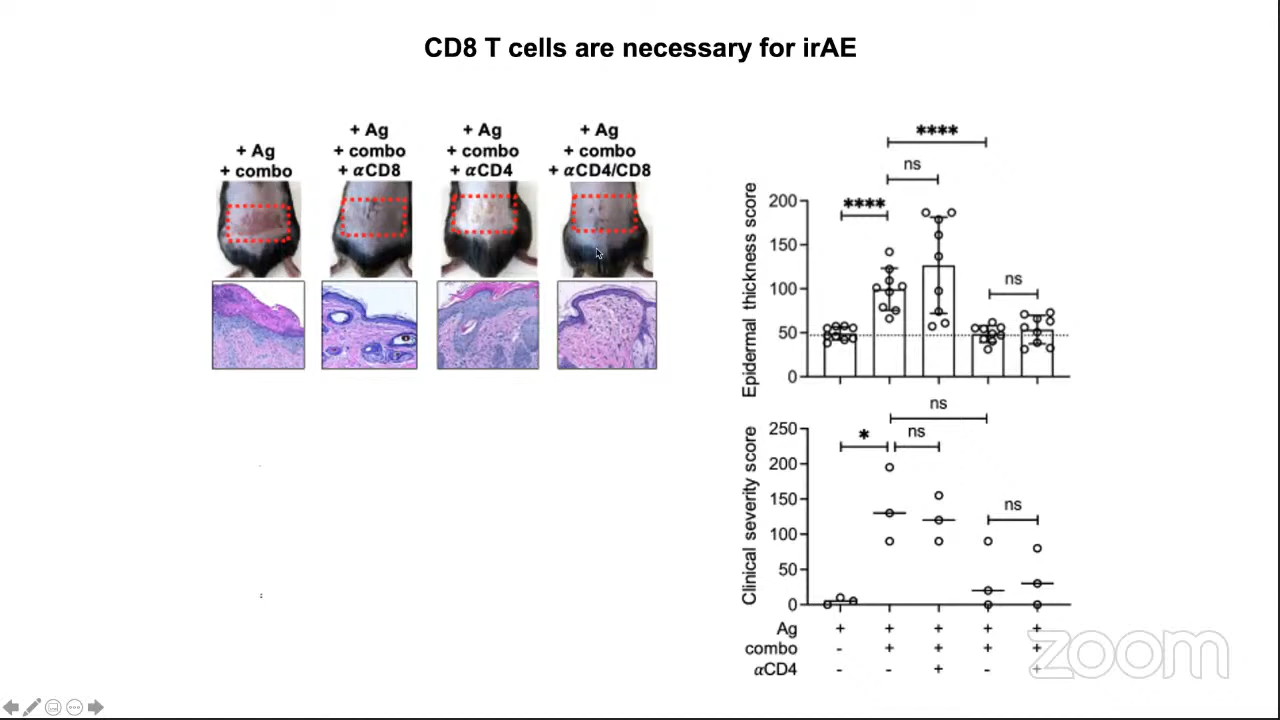 CD8 T cells are necessary for irAE
+ Ag
+ combo
+ Ag
+ combo
+ αCD8
+ Ag
+ combo
+ αCD4
+ Ag
+ combo
+ αCD4/CD8
Epidermal thickness score
200
150
100
50
0
****
ns
****
ns
Clinical severity score
250
200
150
100
50
0
ns
*
ns
ns
Ag + + + + +
combo - + + + +
αCD4 - - + - +
zoom